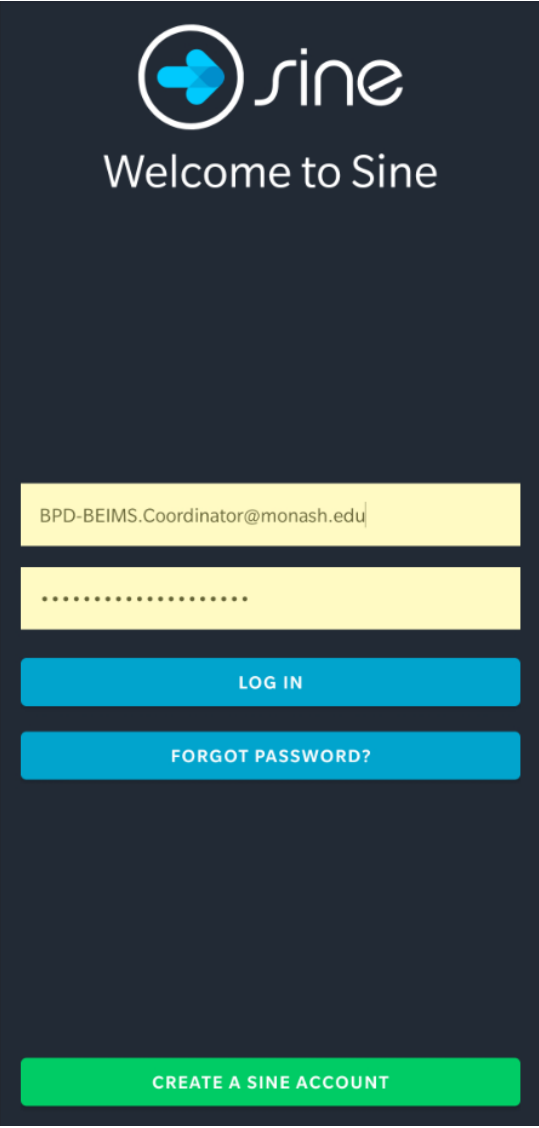 sine
Welcome to Sine
BPD-BEIMS.Coordinator@monash.edu
••••••••••••••••••••
LOG IN
FORGOT PASSWORD?
CREATE A SINE ACCOUNT